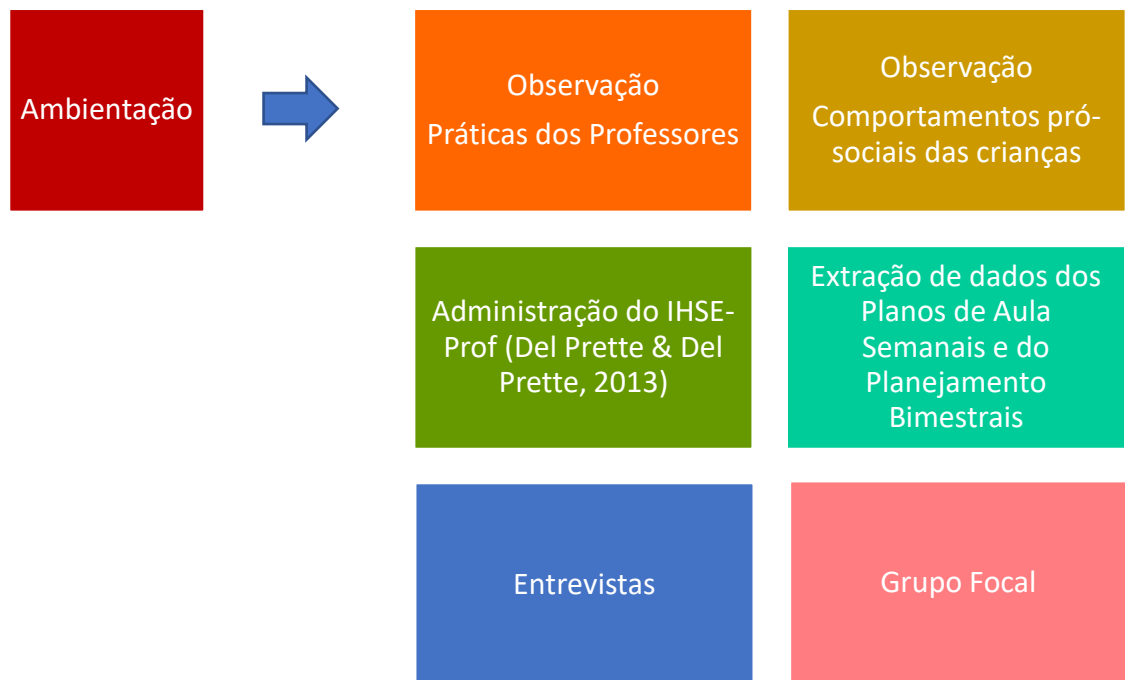 Ambientação
Observação
Práticas dos Professores
Observação
Comportamentos pró-
sociais das crianças
Administração do IHSE-
Prof (Del Prette & Del
Prette, 2013)
Extração de dados dos
Planos de Aula
Semanais e do
Planejamento
Bimestrais
Entrevistas
Grupo Focal